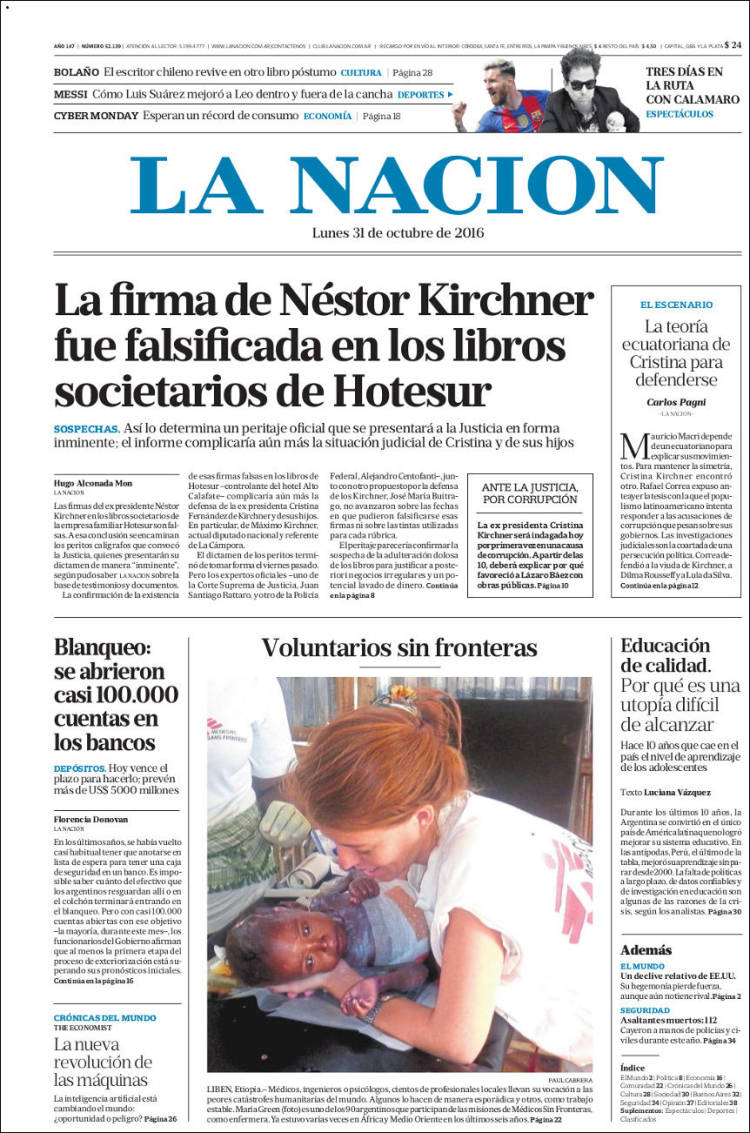 AÑO 147 | NÚMERO 52.139 | ATENCIÓN AL LECTOR: 5199-4777 | WWW.LANACION.COM.AR/CONTACTENOS | CLUB.LANACION.COM.AR | RECARGO POR ENVÍO AL INTERIOR: CÓRDOBA, SANTA FE, ENTRE RÍOS, LA PAMPA Y BUENOS AIRES, $ 4 RESTO DEL PAÍS: $ 4,50 | CAPITAL, GBA Y LA PLATA $ 24
BOLAÑO El escritor chileno revive en otro libro póstumo CULTURA | Página 28
MESSI Cómo Luis Suárez mejoró a Leo dentro y fuera de la cancha DEPORTES
CYBER MONDAY Esperan un récord de consumo ECONOMÍA | Página 18
TRES DÍAS EN
LA RUTA
CON CALAMARO
ESPECTÁCULOS
LA NACION
Lunes 31 de octubre de 2016
La firma de Néstor Kirchner
fue falsificada en los libros
societarios de Hotesur
SOSPECHAS. Así lo determina un peritaje oficial que se presentará a la Justicia en forma
inminente; el informe complicaría aún más la situación judicial de Cristina y de sus hijos
Hugo Alconada Mon
LA NACION
Las firmas del ex presidente Néstor
Kirchner en los libros societarios de
la empresa familiar Hotesur son fal-
sas. A esa conclusión se encaminan
los peritos calígrafos que convocó
la Justicia, quienes presentarán su
dictamen de manera "inminente",
según pudo saber LA NACION sobre la
base de testimonios y documentos.
La confirmación de la existencia
de esas firmas falsas en los libros de
Hotesur –controlante del hotel Alto
Calafate– complicaría aún más la
defensa de la ex presidenta Cristina
Fernández de Kirchner y de sus hijos.
En particular, de Máximo Kirchner,
actual diputado nacional y referente
de La Cámpora.
El dictamen de los peritos termi-
nó de tomar forma el viernes pasado.
Pero los expertos oficiales –uno de
la Corte Suprema de Justicia, Juan
Santiago Rattaro, y otro de la Policía
Federal, Alejandro Centofanti–, jun-
to con otro propuesto por la defensa
de los Kirchner, José María Buitra-
go, no avanzaron sobre las fechas
en que pudieron falsificarse esas
firmas ni sobre las tintas utilizadas
para cada rúbrica.
El peritaje parecería confirmar la
sospecha de la adulteración dolosa
de los libros para justificar a poste-
riori negocios irregulares y un po-
tencial lavado de dinero. Continúa
en la página 8
ANTE LA JUSTICIA,
POR CORRUPCIÓN
La ex presidenta Cristina
Kirchner será indagada hoy
por primera vez en una causa
de corrupción. A partir de las
10, deberá explicar por qué
favoreció a Lázaro Báez con
obras públicas. Página 10
EL ESCENARIO
La teoría
ecuatoriana de
Cristina para
defenderse
Carlos Pagni
—LA NACION—
Mauricio Macri depende
de un ecuatoriano para
explicar sus movimien-
tos. Para mantener la simetría,
Cristina Kirchner encontró
otro. Rafael Correa expuso an-
teayer la tesis con la que el popu-
lismo latinoamericano intenta
responder a las acusaciones de
corrupción que pesan sobre sus
gobiernos. Las investigaciones
judiciales son la coartada de una
persecución política. Correa de-
fendió a la viuda de Kirchner, a
Dilma Rousseff y a Lula da Silva.
Continúa en la página 12
Blanqueo:
se abrieron
casi 100.000
cuentas en
los bancos
DEPÓSITOS. Hoy vence el
plazo para hacerlo; prevén
más de US$ 5000 millones
Florencia Donovan
LA NACION
En los últimos años, se había vuelto
casi habitual tener que anotarse en
lista de espera para tener una caja
de seguridad en un banco. Es impo-
sible saber cuánto del efectivo que
los argentinos resguardan allí o en
el colchón terminará entrando en
el blanqueo. Pero con casi 100.000
cuentas abiertas con ese objetivo
–la mayoría, durante este mes–, los
funcionarios del Gobierno afirman
que al menos la primera etapa del
proceso de exteriorización está su-
perando sus pronósticos iniciales.
Continúa en la página 16
CRÓNICAS DEL MUNDO
THE ECONOMIST
La nueva
revolución de
las máquinas
La inteligencia artificial está
cambiando el mundo:
¿oportunidad o peligro? Página 26
Voluntarios sin fronteras
MEDICOS
SANS FRONTIERES
PAUL CABRERA
LIBEN, Etiopía.– Médicos, ingenieros o psicólogos, cientos de profesionales locales llevan su vocación a las
peores catástrofes humanitarias del mundo. Algunos lo hacen de manera esporádica y otros, como trabajo
estable. María Green (foto) es uno de los 90 argentinos que participan de las misiones de Médicos Sin Fronteras,
como enfermera. Ya estuvo varias veces en África y Medio Oriente en los últimos seis años. Página 22
Educación
de calidad.
Por qué es una
utopía difícil
de alcanzar
Hace 10 años que cae en el
país el nivel de aprendizaje
de los adolescentes
Texto Luciana Vázquez
Durante los últimos 10 años, la
Argentina se convirtió en el único
país de América latina que no logró
mejorar su sistema educativo. En
las antípodas, Perú, el último de la
tabla, mejoró su aprendizaje sin pa-
rar desde 2000. La falta de políticas
a largo plazo, de datos confiables y
de investigación en educación son
algunas de las razones de la cri-
sis, según los analistas. Página 30
Además
EL MUNDO
Un declive relativo de EE.UU.
Su hegemonía pierde fuerza,
aunque aún no tiene rival. Página 2
SEGURIDAD
Asaltantes muertos: 112
Cayeron a manos de policías y ci-
viles durante este año. Página 34
Índice
El Mundo 2 | Política 8 | Economía 16 |
Comunidad 22 | Crónicas del Mundo 26 |
Cultura 28 | Sociedad 30 | Buenos Aires 32 |
Seguridad 34 | Opinión 37 | Editoriales 38
Suplementos: Espectáculos | Deportes |
Clasificados